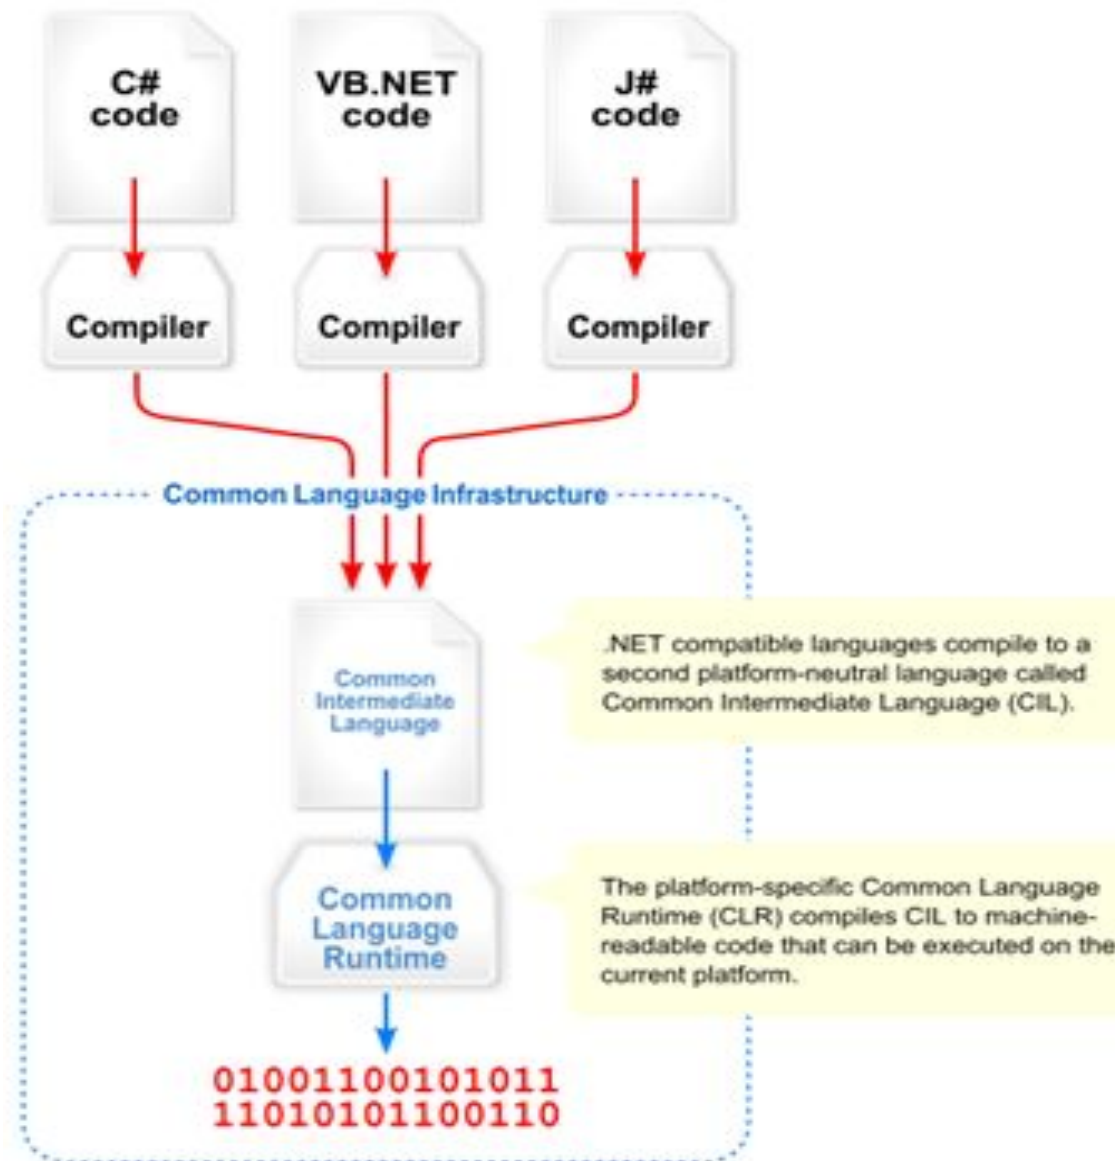 C#
code
VB.NET
code
J#
code
Compiler
Compiler
Compiler
Common Language Infrastructure
Common
Intermediate
Language
.NET compatible languages compile to a
second platform-neutral language called
Common Intermediate Language (CIL).
Common
Language
Runtime
The platform-specific Common Language
Runtime (CLR) compiles CIL to machine-
readable code that can be executed on the
current platform.
01001100101011
11010101100110